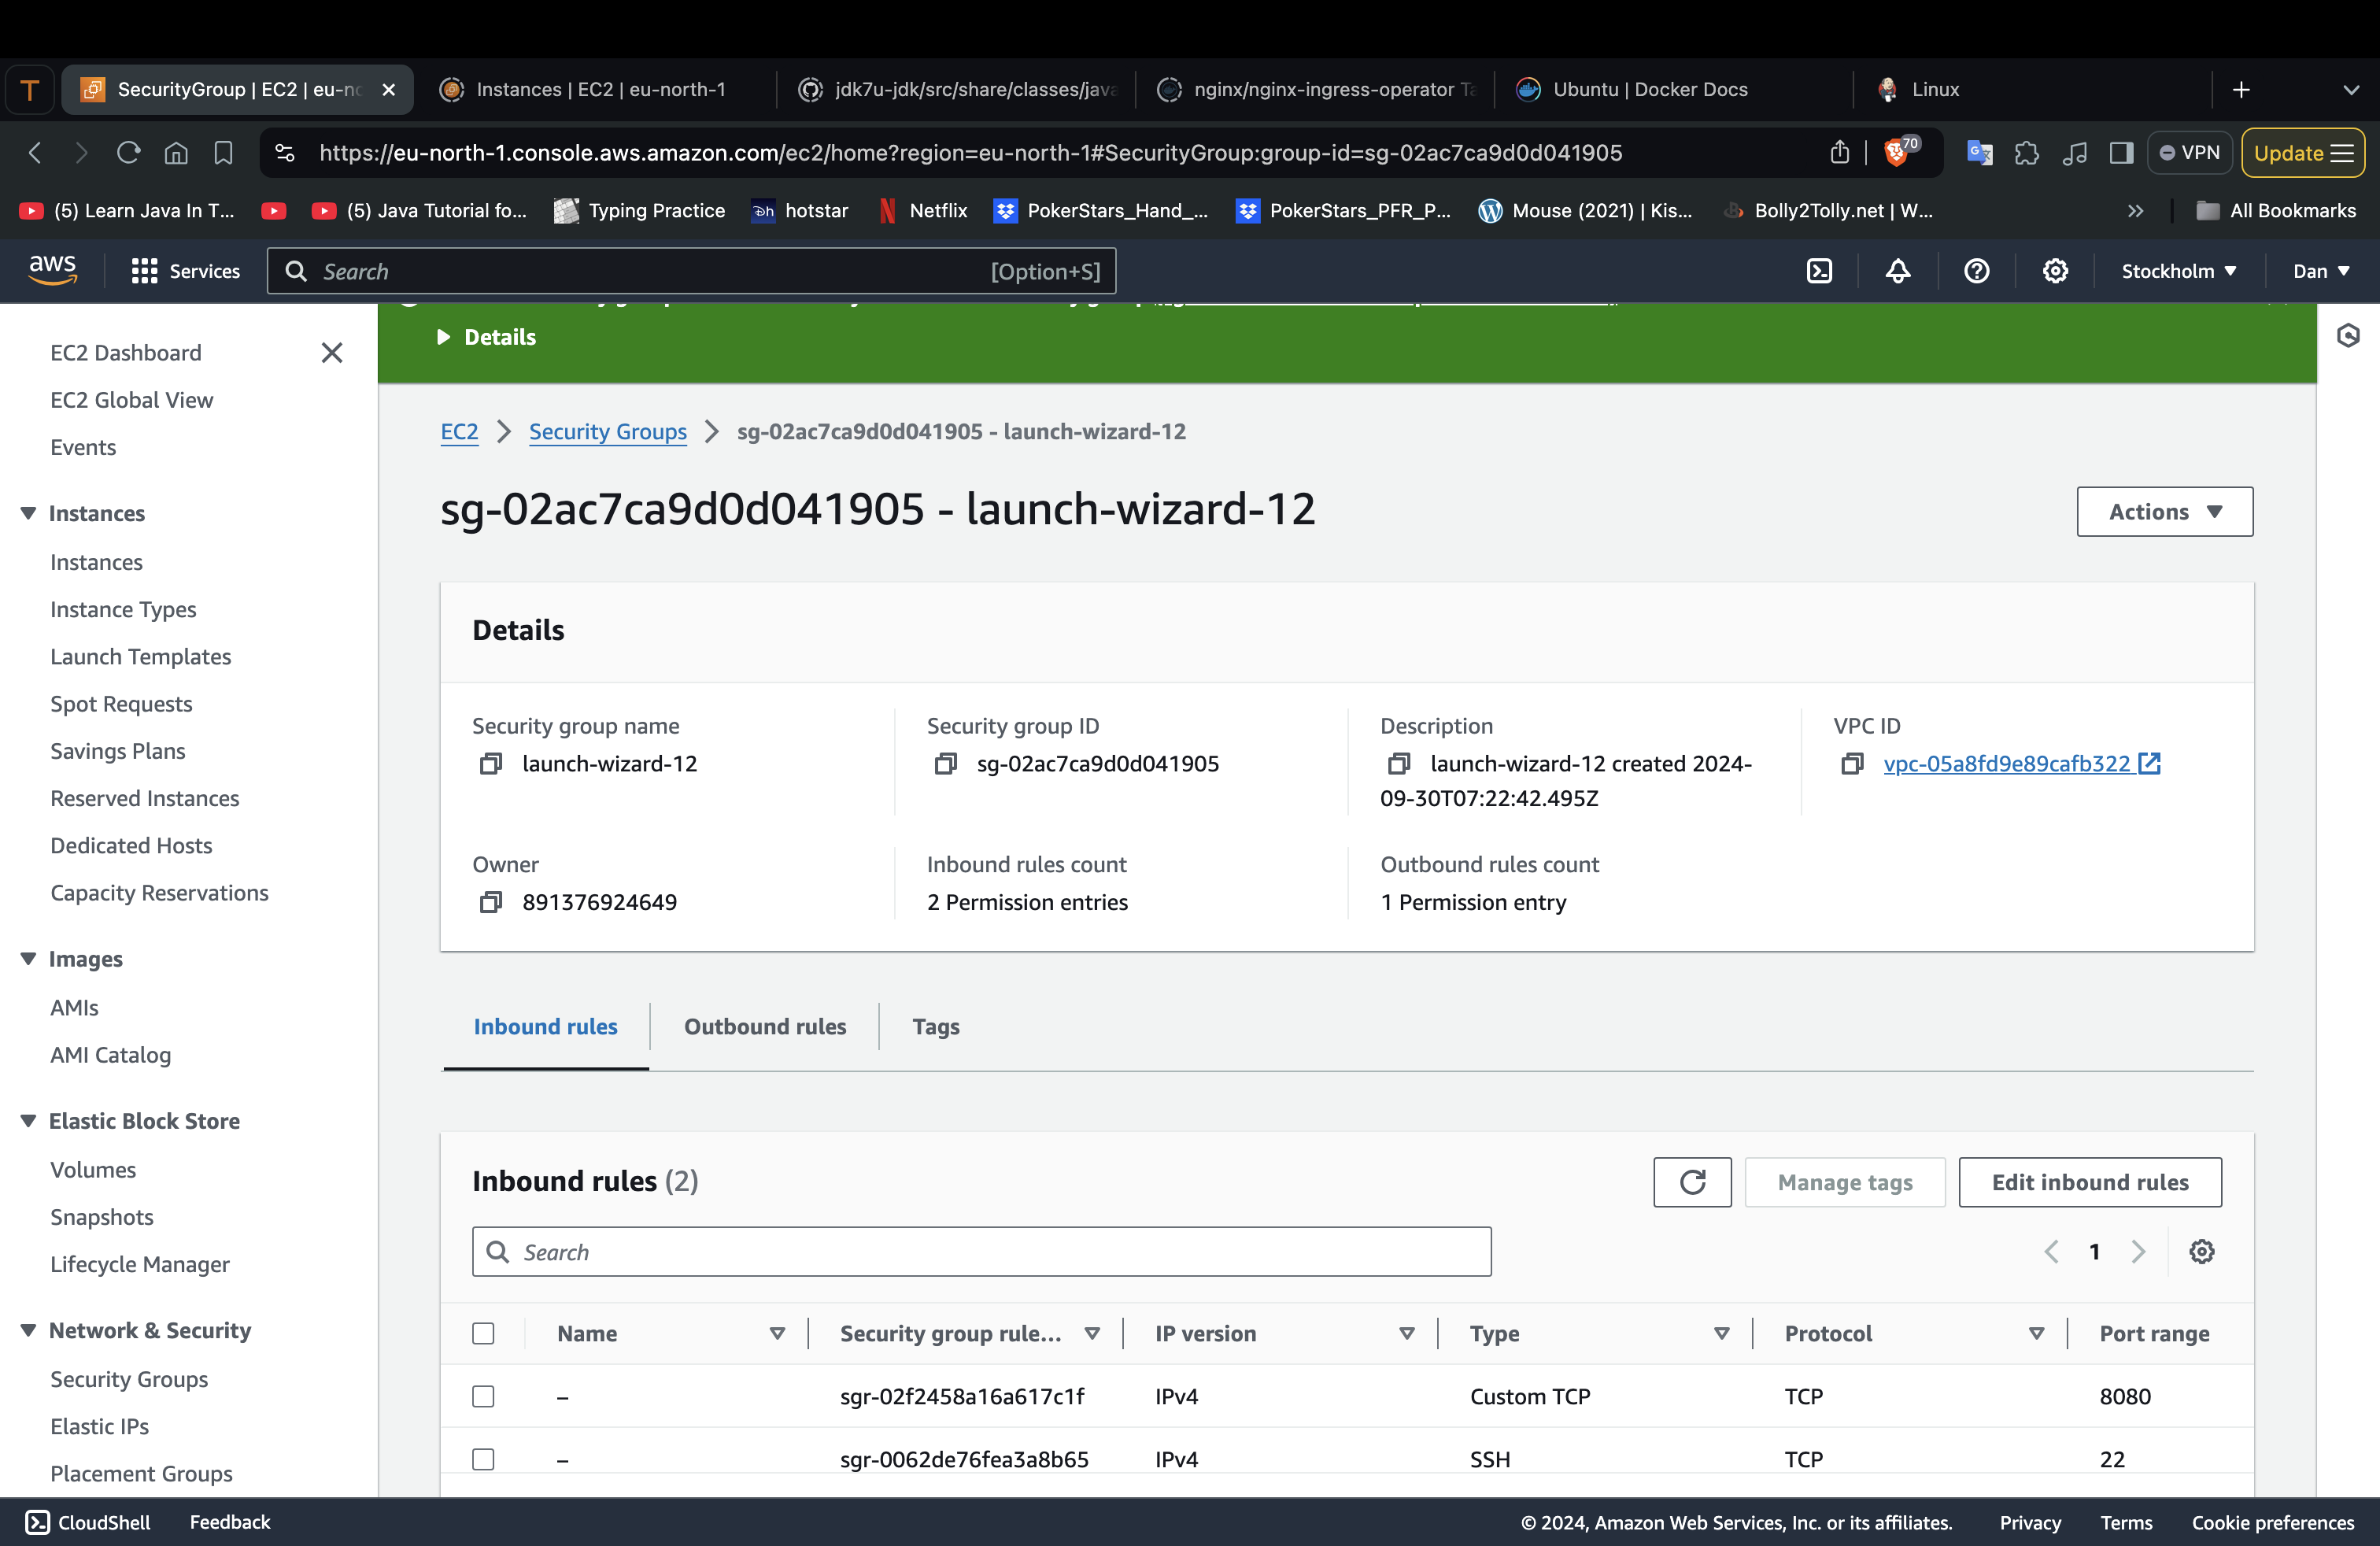 T
SecurityGroup | EC2 | eu-no
Instances | EC2 | eu-north-1
jdk7u-jdk/src/share/classes/java
nginx/nginx-ingress-operator Ta
Ubuntu | Docker Docs
Linux
https://eu-north-1.console.aws.amazon.com/ec2/home?region=eu-north-1#SecurityGroup:group-id=sg-02ac7ca9d0d041905
70
VPN
Update
(5) Learn Java In T...
(5) Java Tutorial fo...
Typing Practice
hotstar
Netflix
PokerStars_Hand_...
PokerStars_PFR_P...
Mouse (2021) | Kis...
Bolly2Tolly.net | W...
All Bookmarks
aws
Services
Search
[Option+S]
Stockholm
Dan
Details
EC2 Dashboard
EC2 Global View
Events
Instances
Instances
Instance Types
Launch Templates
Spot Requests
Savings Plans
Reserved Instances
Dedicated Hosts
Capacity Reservations
Images
AMIs
AMI Catalog
Elastic Block Store
Volumes
Snapshots
Lifecycle Manager
Network & Security
Security Groups
Elastic IPs
Placement Groups
EC2 > Security Groups > sg-02ac7ca9d0d041905 - launch-wizard-12
sg-02ac7ca9d0d041905 - launch-wizard-12
Actions
Details
Security group name
launch-wizard-12
Security group ID
sg-02ac7ca9d0d041905
Description
launch-wizard-12 created 2024-
09-30T07:22:42.495Z
VPC ID
vpc-05a8fd9e89cafb322
Owner
891376924649
Inbound rules count
2 Permission entries
Outbound rules count
1 Permission entry
Inbound rules
Outbound rules
Tags
Inbound rules (2)
Manage tags
Edit inbound rules
Search
1
Name Security group rule... IP version Type Protocol Port range
– sgr-02f2458a16a617c1f IPv4 Custom TCP TCP 8080
– sgr-0062de76fea3a8b65 IPv4 SSH TCP 22
CloudShell
Feedback
© 2024, Amazon Web Services, Inc. or its affiliates.
Privacy
Terms
Cookie preferences